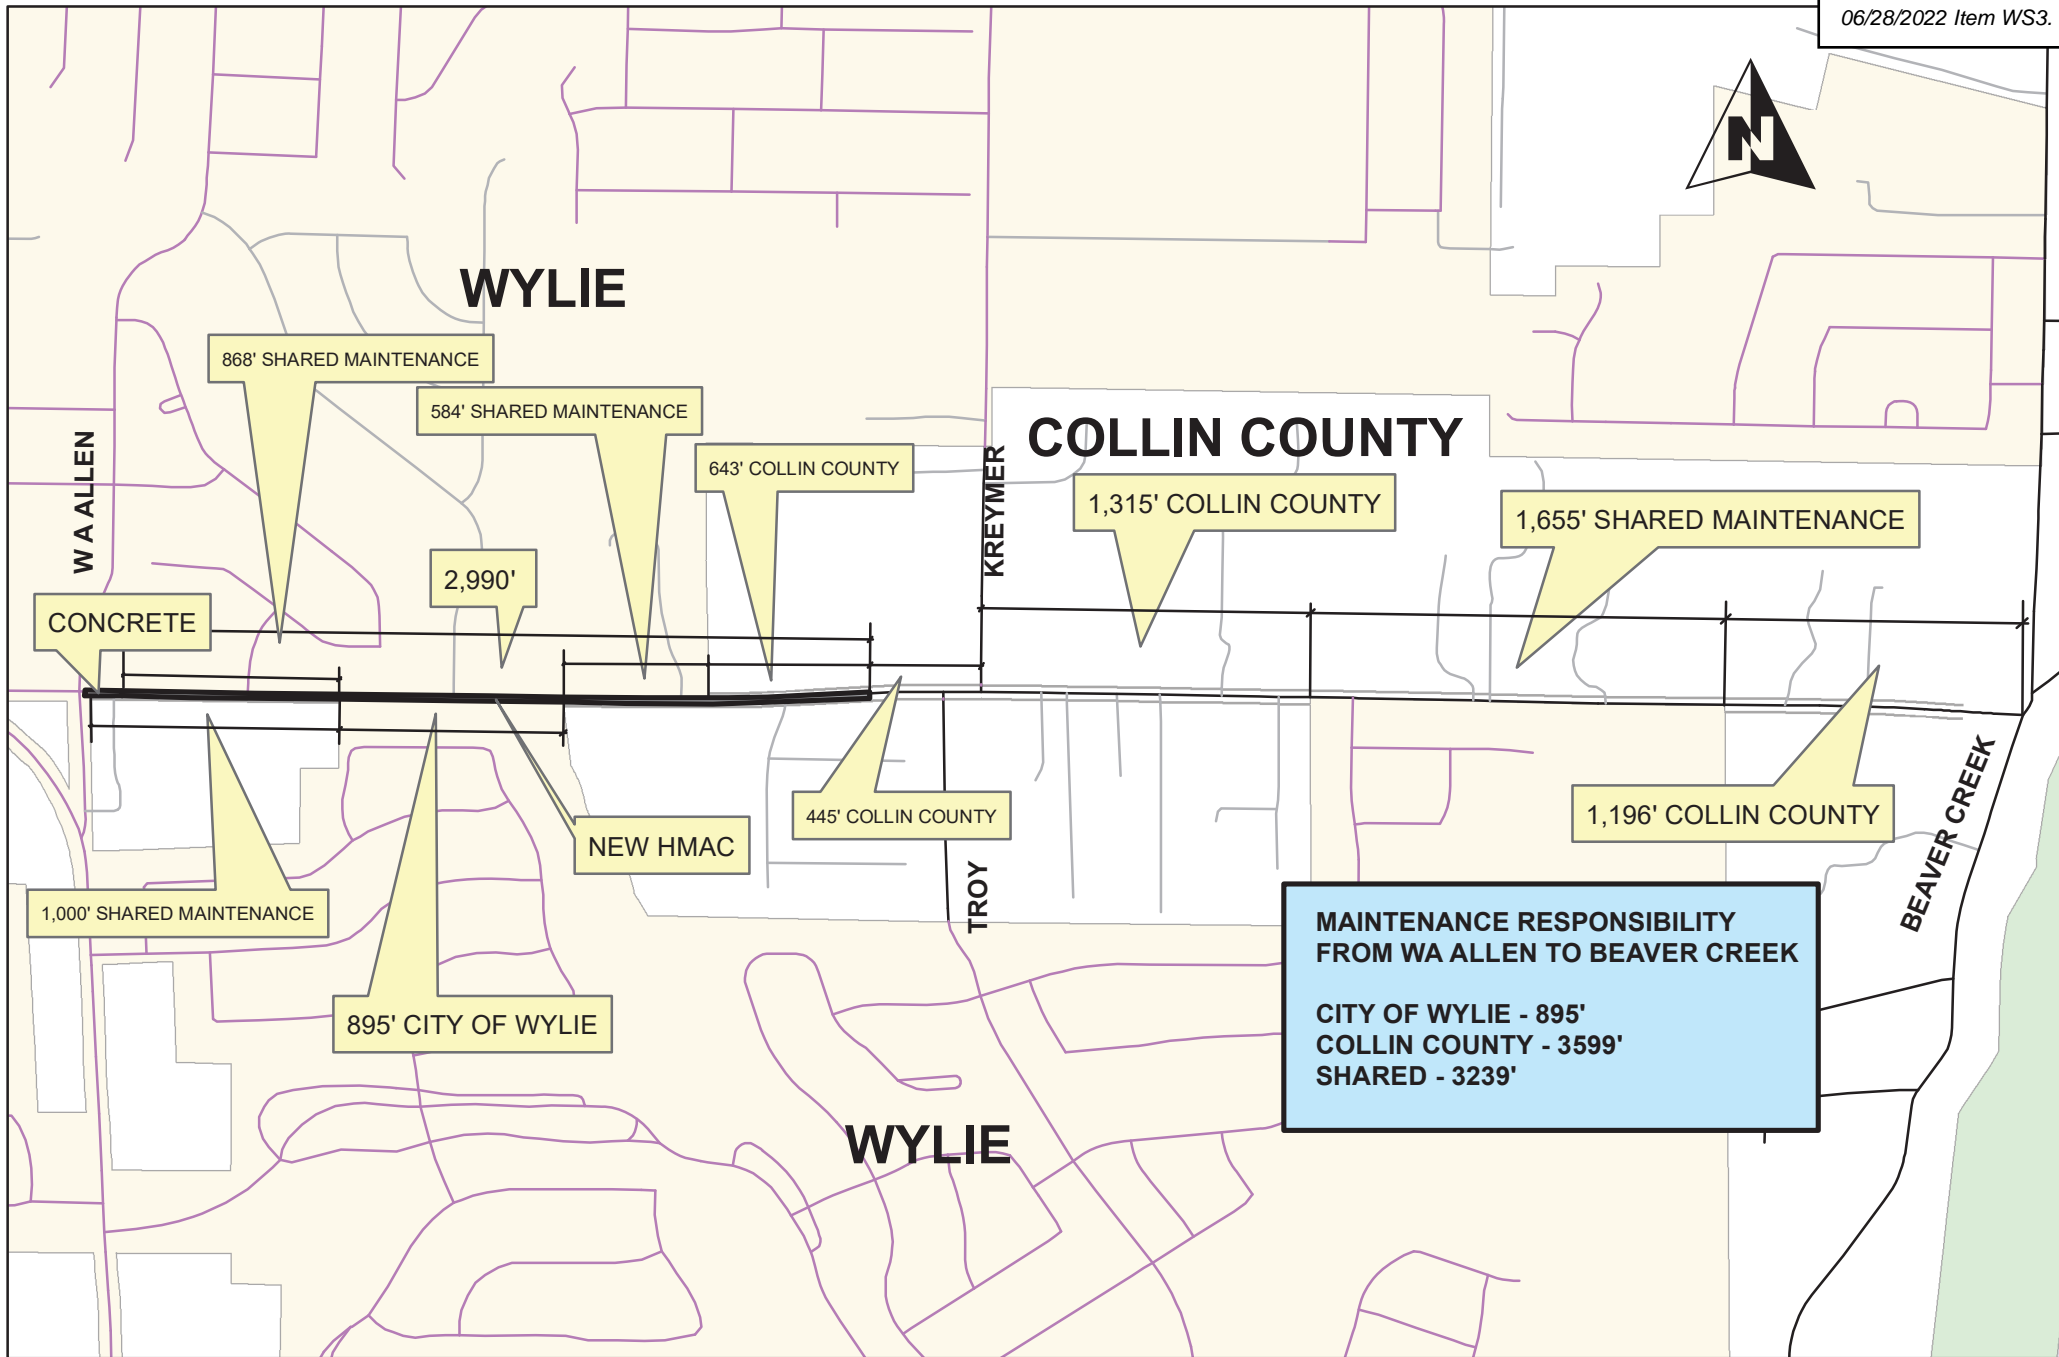 06/28/2022 Item WS3.
N
WYLIE
868' SHARED MAINTENANCE
584' SHARED MAINTENANCE
COLLIN COUNTY
W A ALLEN
643' COLLIN COUNTY
KREYMER
1,315' COLLIN COUNTY
1,655' SHARED MAINTENANCE
2,990'
CONCRETE
445' COLLIN COUNTY
1,196' COLLIN COUNTY
NEW HMAC
BEAVER CREEK
TROY
1,000' SHARED MAINTENANCE
895' CITY OF WYLIE
MAINTENANCE RESPONSIBILITY
FROM WA ALLEN TO BEAVER CREEK
CITY OF WYLIE - 895'
COLLIN COUNTY - 3599'
SHARED - 3239'
WYLIE